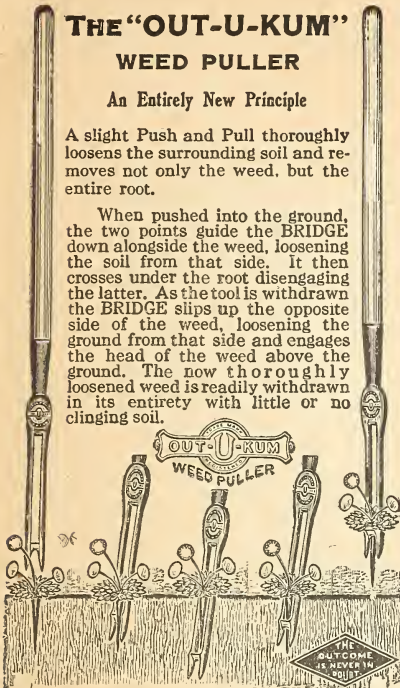 THE "OUT-U-KUM"
WEED PULLER
An Entirely New Principle
A slight Push and Pull thoroughly
loosens the surrounding soil and re-
moves not only the weed, but the
entire root.
When pushed into the ground,
the two points guide the BRIDGE
down alongside the weed, loosening
the soil from that side. It then
crosses under the root disengaging
the latter. As the tool is withdrawn
the BRIDGE slips up the opposite
side of the weed, loosening the
ground from that side and engages
the head of the weed above the
ground. The now thoroughly
loosened weed is readily withdrawn
in its entirety with little or no
clinging soil.
OUT-U-KUM
WEED PULLER
THE
OUTCOME
IS NEVER IN
DOUBT